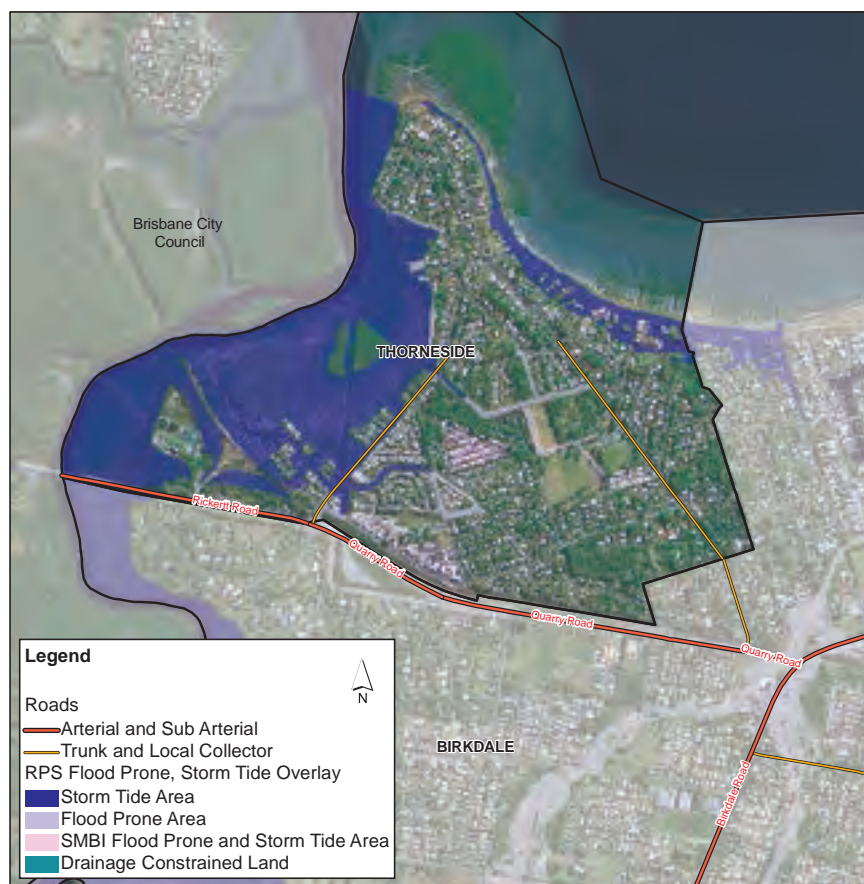 Brisbane City
Council
THORNESIDE
Rickertt Road
Quarry Road
Quarry Road
Quarry Road
BIRKDALE
Birkdale Road
Legend
N
Roads
Arterial and Sub Arterial
Trunk and Local Collector
RPS Flood Prone, Storm Tide Overlay
Storm Tide Area
Flood Prone Area
SMBI Flood Prone and Storm Tide Area
Drainage Constrained Land